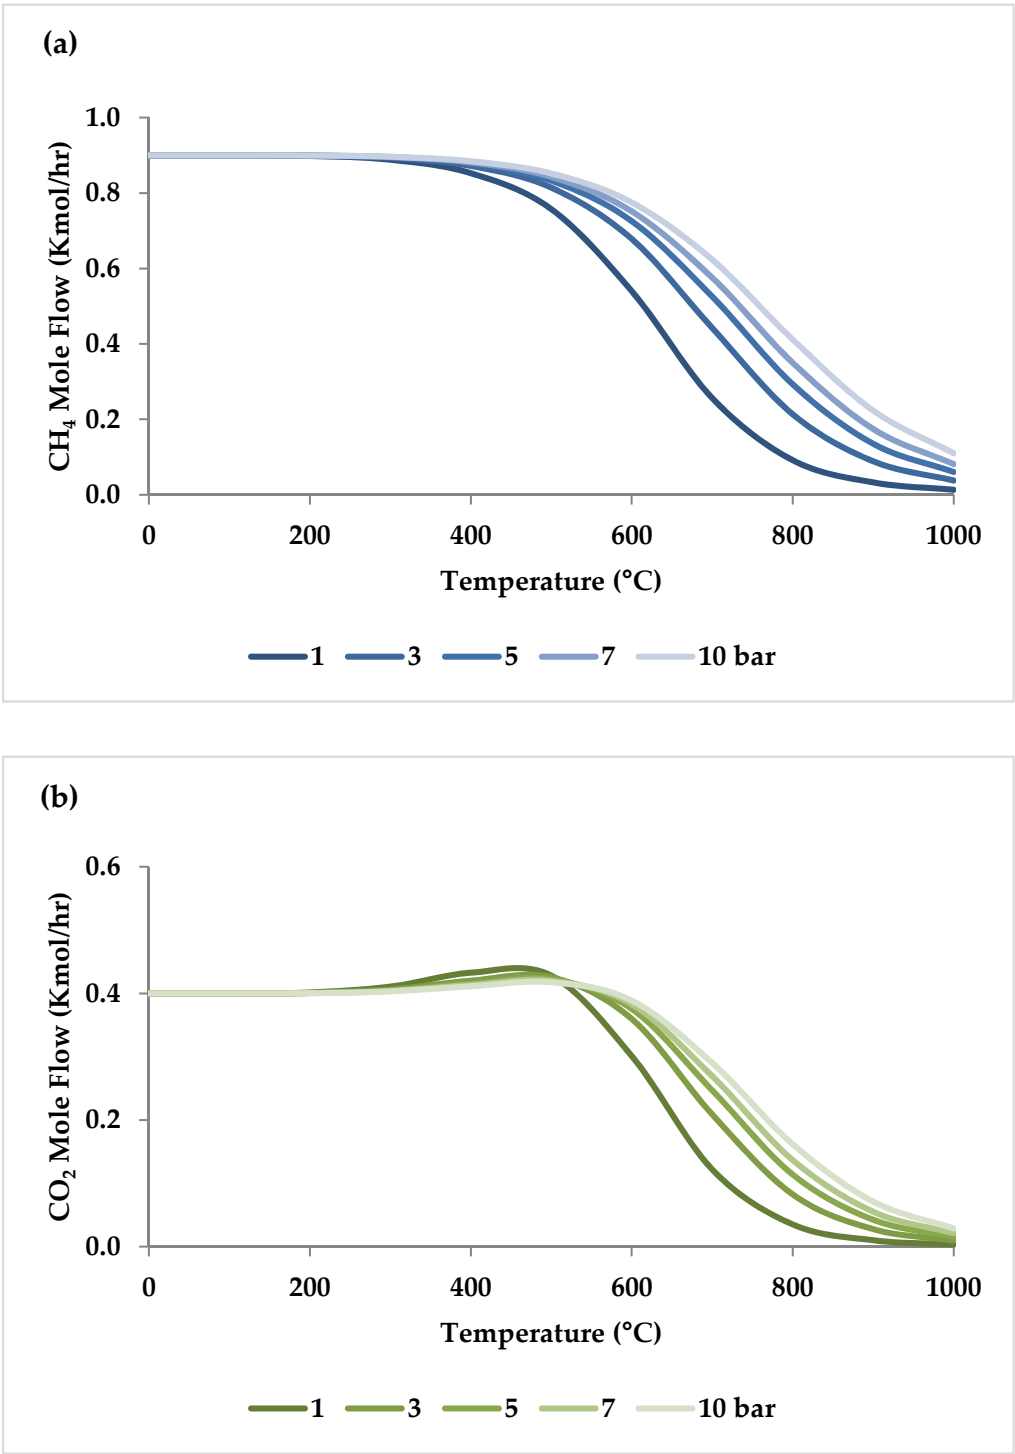 (a)
CH₄ Mole Flow (Kmol/hr)
1.0
0.8
0.6
0.4
0.2
0.0
0 200 400 600 800 1000
Temperature (°C)
1 3 5 7 10 bar
(b)
CO₂ Mole Flow (Kmol/hr)
0.6
0.4
0.2
0.0
0 200 400 600 800 1000
Temperature (°C)
1 3 5 7 10 bar